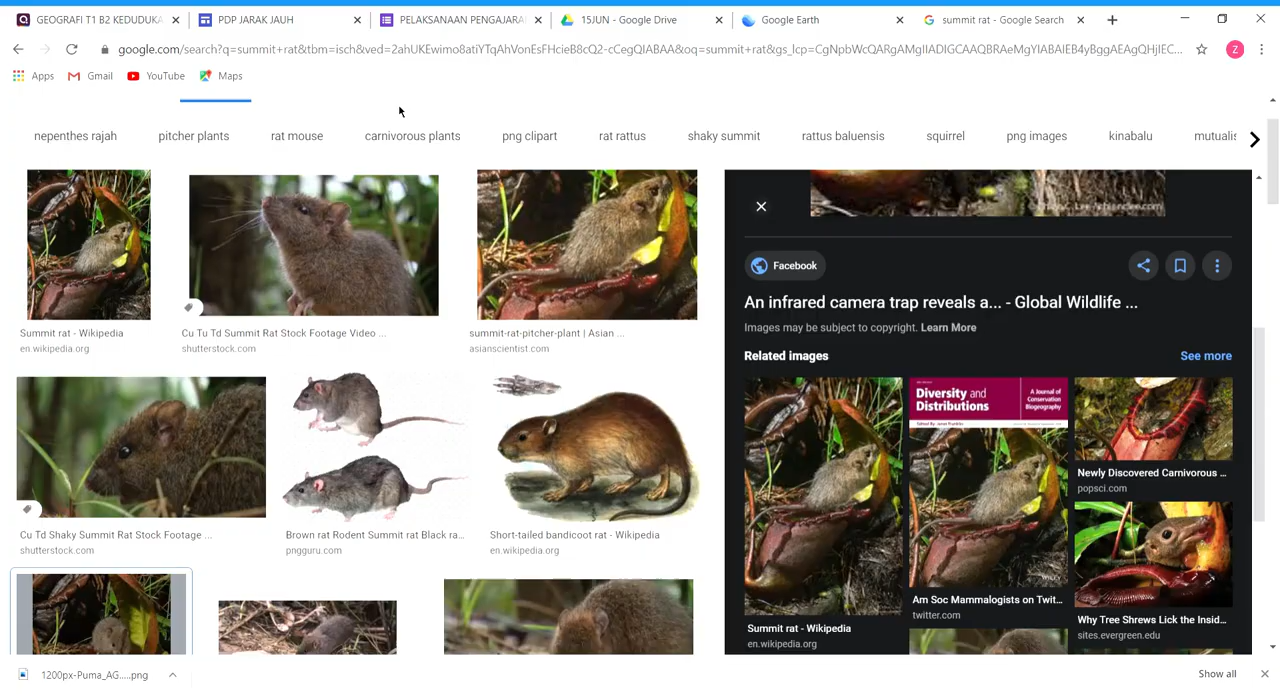 GEOGRAFI T1 B2 KEDUDUKA
PDP JARAK JAUH
PELAKSANAAN PENGAJARA
15JUN - Google Drive
Google Earth
summit rat - Google Search
google.com/search?q=summit+rat&tbm=isch&ved=2ahUKEwimo8atiYTqAhVonEsFHcieB8cQ2-cCegQIABAA&oq=summit+rat&gs_lcp=CgNpbWcQARgAMgIIADIGCAAQBRAeMgYIABAIEB4yBggAEAgQHjIEC...
Z
Apps
Gmail
YouTube
Maps
nepenthes rajah
pitcher plants
rat mouse
carnivorous plants
png clipart
rat rattus
shaky summit
rattus baluensis
squirrel
png images
kinabalu
mutualis
Summit rat - Wikipedia
en.wikipedia.org
Cu Tu Td Summit Rat Stock Footage Video ...
shutterstock.com
summit-rat-pitcher-plant | Asian ...
asianscientist.com
Cu Td Shaky Summit Rat Stock Footage ...
shutterstock.com
Brown rat Rodent Summit rat Black ra...
pngguru.com
Short-tailed bandicoot rat - Wikipedia
en.wikipedia.org
Facebook
An infrared camera trap reveals a... - Global Wildlife ...
Images may be subject to copyright. Learn More
Related images
See more
Diversity and
Distributions
A Journal of
Conservation
Biogeography
Summit rat - Wikipedia
en.wikipedia.org
WILEY
Am Soc Mammalogists on Twit...
twitter.com
Newly Discovered Carnivorous ...
popsci.com
Why Tree Shrews Lick the Insid...
sites.evergreen.edu
1200px-Puma_AG.....png
Show all